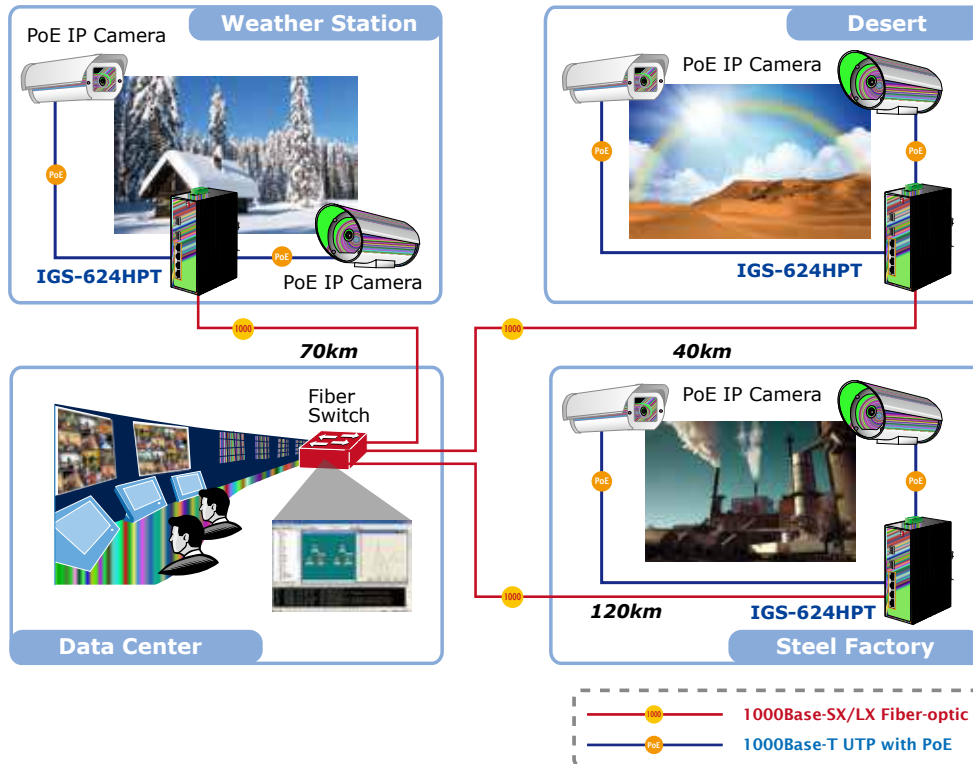 Weather Station
PoE IP Camera
PoE
PoE
IGS-624HPT
PoE IP Camera
Desert
PoE IP Camera
PoE
PoE
IGS-624HPT
1000
70km
1000
40km
Fiber
Switch
Data Center
PoE IP Camera
PoE
PoE
1000
120km
IGS-624HPT
Steel Factory
1000
1000Base-SX/LX Fiber-optic
PoE
1000Base-T UTP with PoE